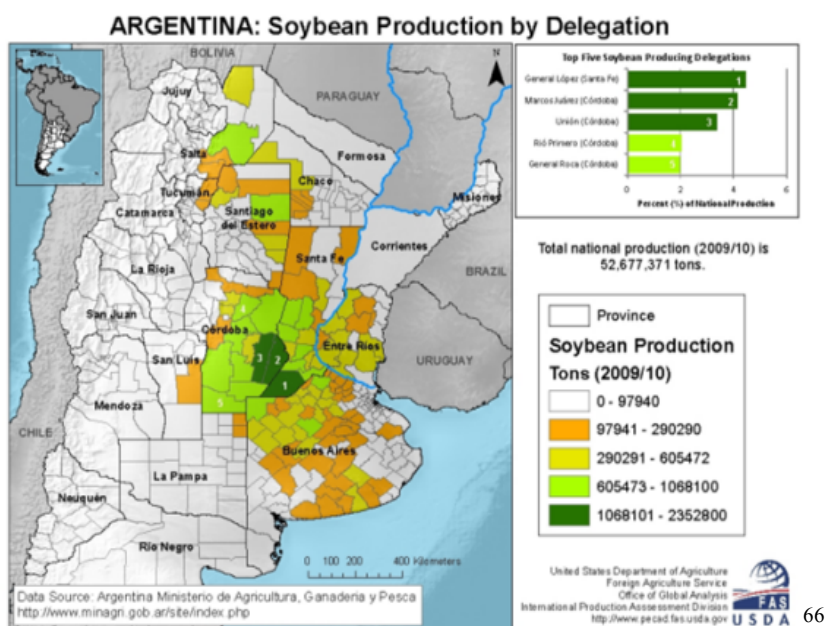 ARGENTINA: Soybean Production by Delegation
BOLIVIA
PARAGUAY
Jujuy
Formosa
Salta
Chaco
Tucumán
Misiones
Catamarca
Santiago
del Estero
Corrientes
Santa Fe
La Rioja
BRAZIL
San Juan
4
Córdoba
Entre Ríos
3
2
San Luis
URUGUAY
1
5
Mendoza
CHILE
Buenos Aires
La Pampa
Neuquén
Río Negro
0 100 200 400 Kilometers
Data Source: Argentina Ministerio de Agricultura, Ganaderia y Pesca
http://www.minagri.gob.ar/site/index.php
N
Top Five Soybean Producing Delegations
General López (Santa Fe) 1
Marcos Juárez (Córdoba) 2
Unión (Córdoba) 3
Rió Primero (Córdoba) 4
General Roca (Córdoba) 5
0 2 4 6
Percent (%) of National Production
Total national production (2009/10) is
52,677,371 tons.
Province
Soybean Production
Tons (2009/10)
0 - 97940
97941 - 290290
290291 - 605472
605473 - 1068100
1068101 - 2352800
United States Department of Agriculture
Foreign Agriculture Service
Office of Global Analysis
International Production Assessment Division
http://www.pecad.fas.usda.gov
FAS
USDA
66